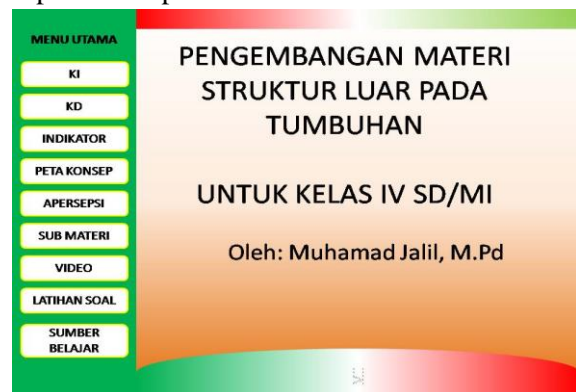 MENU UTAMA
KI
KD
INDIKATOR
PETA KONSEP
APERSEPSI
SUB MATERI
VIDEO
LATIHAN SOAL
SUMBER
BELAJAR
PENGEMBANGAN MATERI
STRUKTUR LUAR PADA
TUMBUHAN
UNTUK KELAS IV SD/MI
Oleh: Muhamad Jalil, M.Pd